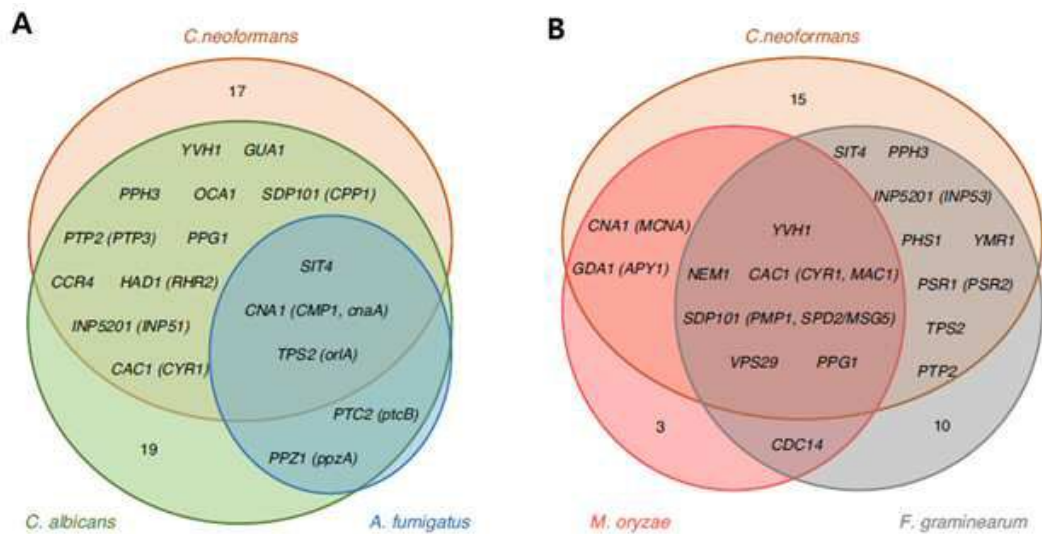 A
C.neoformans
17
YVH1 GUA1
PPH3 OCA1 SDP101 (CPP1)
PTP2 (PTP3) PPG1
SIT4
CCR4 HAD1 (RHR2)
CNA1 (CMP1, cnaA)
INP5201 (INP51)
TPS2 (orlA)
CAC1 (CYR1)
PTC2 (ptcB)
19
PPZ1 (ppzA)
C. albicans
A. fumigatus
B
C.neoformans
15
SIT4 PPH3
INP5201 (INP53)
CNA1 (MCNA)
YVH1
PHS1 YMR1
GDA1 (APY1)
NEM1 CAC1 (CYR1, MAC1)
PSR1 (PSR2)
SDP101 (PMP1, SPD2/MSG5)
TPS2
VPS29 PPG1
PTP2
3
CDC14
10
M. oryzae
F. graminearum